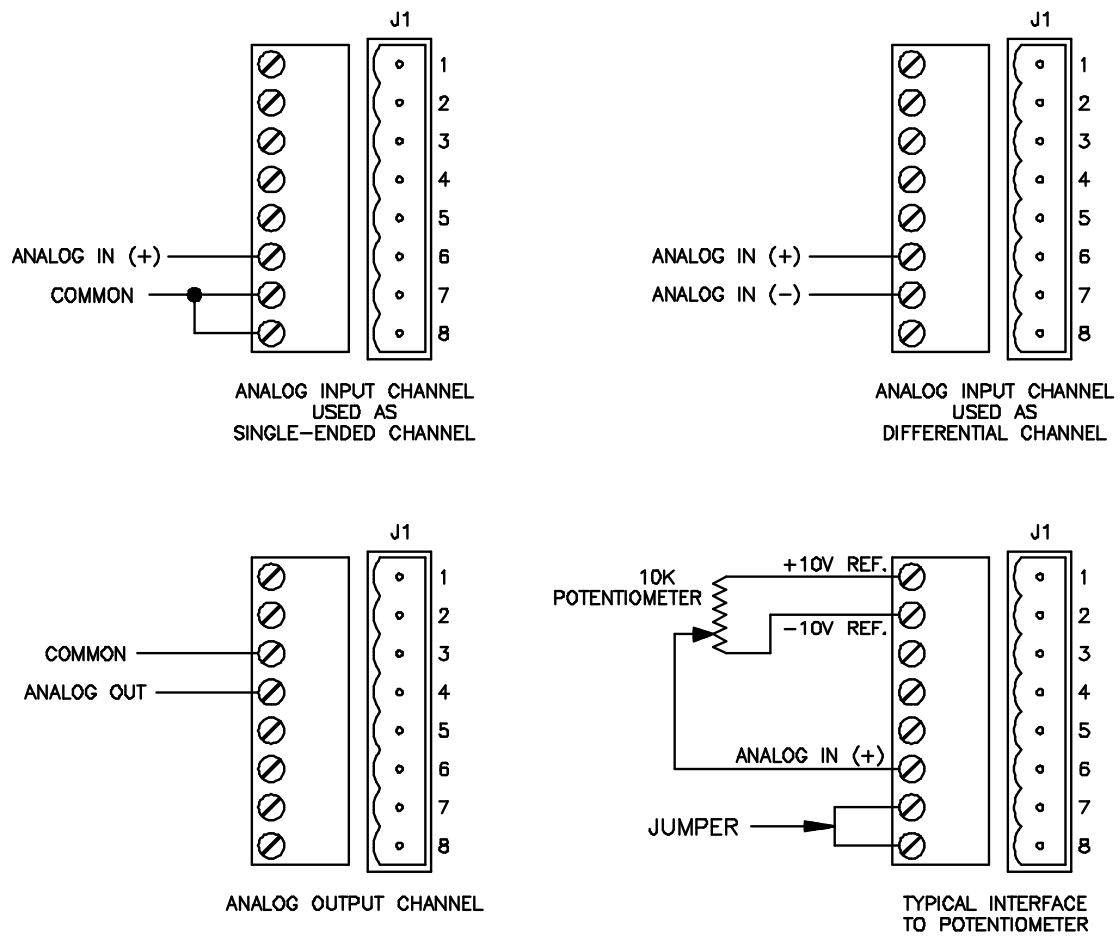 J1
1
2
3
4
5
6
7
8
ANALOG IN (+)
COMMON
ANALOG INPUT CHANNEL
USED AS
SINGLE-ENDED CHANNEL
J1
1
2
3
4
5
6
7
8
ANALOG IN (+)
ANALOG IN (-)
ANALOG INPUT CHANNEL
USED AS
DIFFERENTIAL CHANNEL
J1
1
2
3
4
5
6
7
8
COMMON
ANALOG OUT
ANALOG OUTPUT CHANNEL
J1
1
2
3
4
5
6
7
8
10K
POTENTIOMETER
+10V REF.
-10V REF.
ANALOG IN (+)
JUMPER
TYPICAL INTERFACE
TO POTENTIOMETER